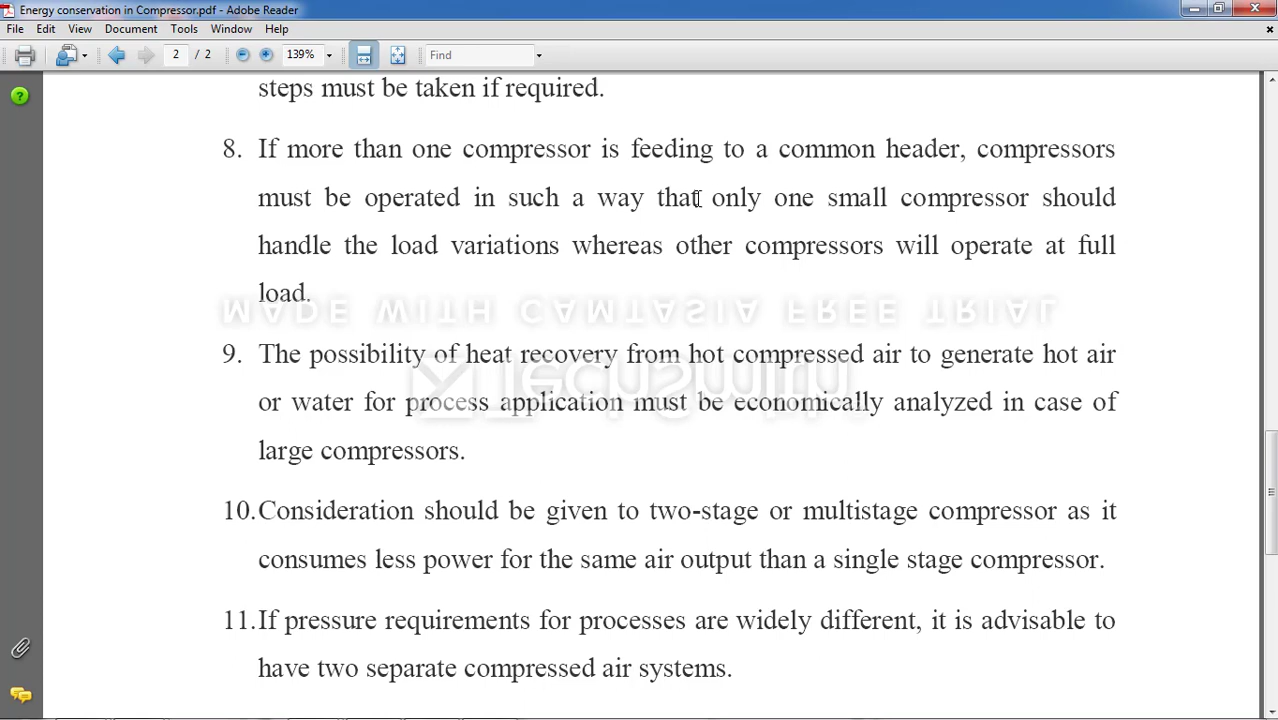 Energy conservation in Compressor.pdf - Adobe Reader
File Edit View Document Tools Window Help
2 / 2 139% Find
steps must be taken if required.
8. If more than one compressor is feeding to a common header, compressors
must be operated in such a way that only one small compressor should
handle the load variations whereas other compressors will operate at full
load.
MADE WITH CAMTASIA FREE TRIAL
9. The possibility of heat recovery from hot compressed air to generate hot air
TechSmith
or water for process application must be economically analyzed in case of
large compressors.
10. Consideration should be given to two-stage or multistage compressor as it
consumes less power for the same air output than a single stage compressor.
11. If pressure requirements for processes are widely different, it is advisable to
have two separate compressed air systems.